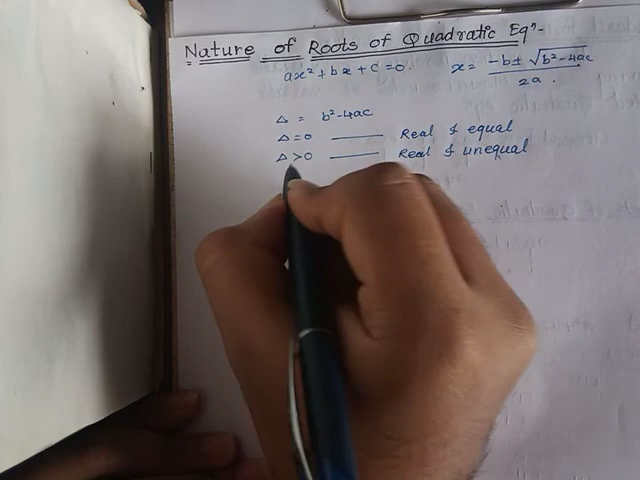 Nature of Roots of Quadratic Eqⁿ-
ax² + bx + c = 0. x = -b ± √b²-4ac / 2a.
Δ = b²-4ac
Δ = 0 —— Real & equal
Δ > 0 —— Real & unequal